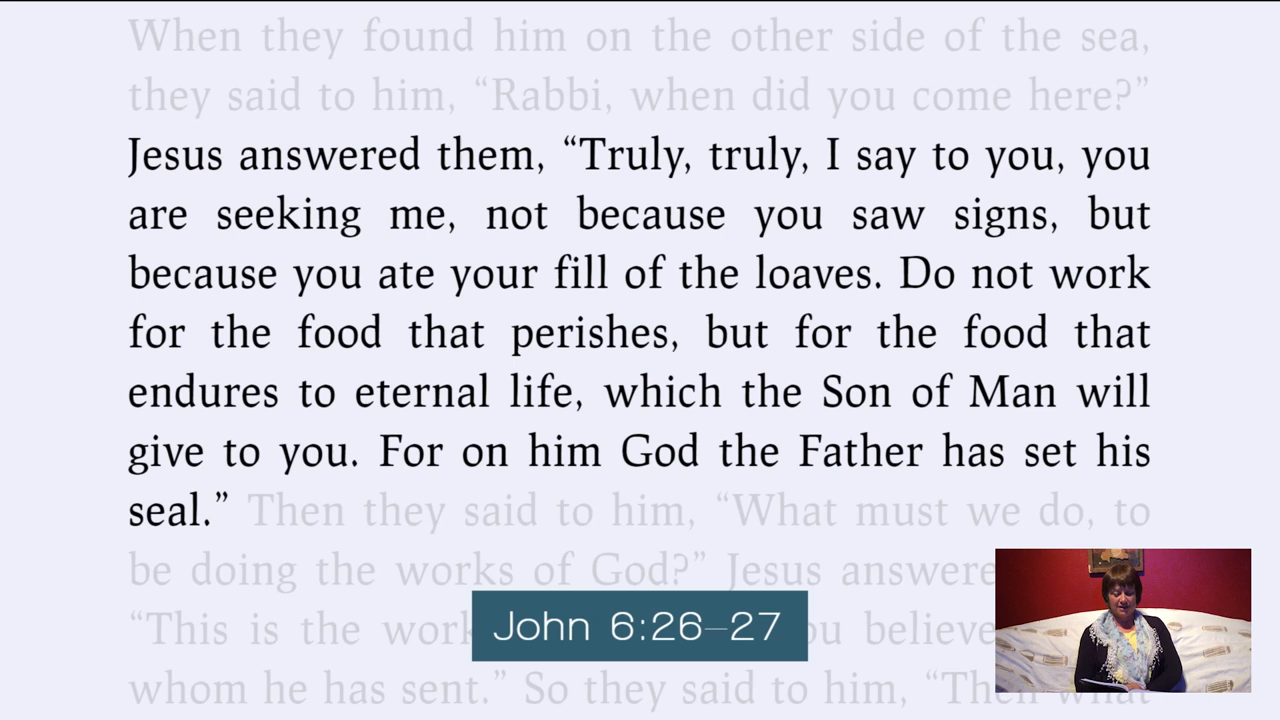 When they found him on the other side of the sea,
they said to him, “Rabbi, when did you come here?”
Jesus answered them, “Truly, truly, I say to you, you
are seeking me, not because you saw signs, but
because you ate your fill of the loaves. Do not work
for the food that perishes, but for the food that
endures to eternal life, which the Son of Man will
give to you. For on him God the Father has set his
seal.” Then they said to him, “What must we do, to
be doing the works of God?” Jesus answere
“This is the work ou believe
whom he has sent.” So they said to him, “Then what
John 6:26–27